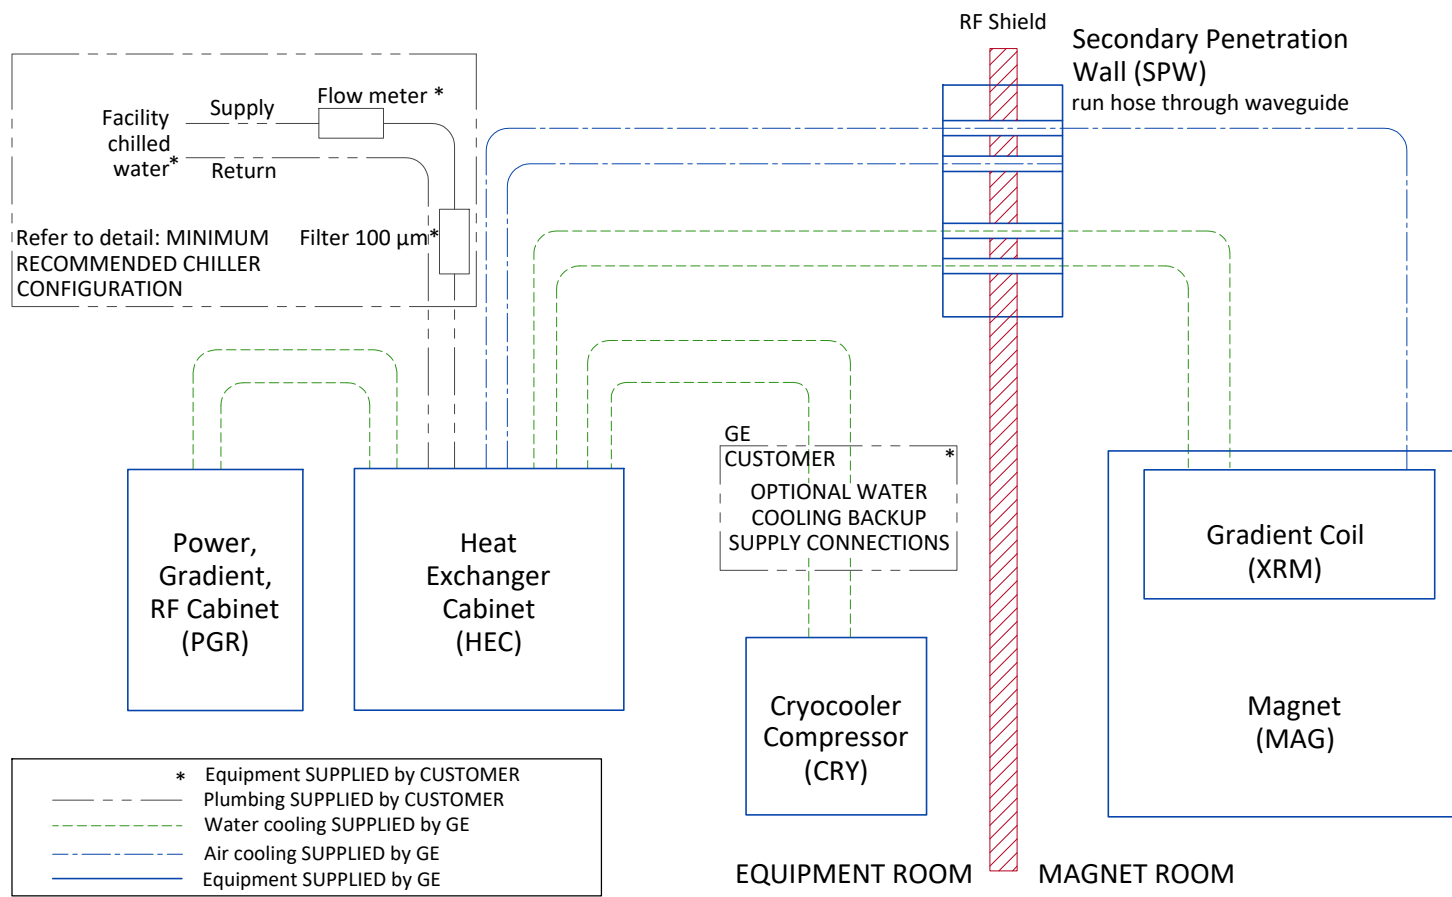 RF Shield
Secondary Penetration
Wall (SPW)
run hose through waveguide
Flow meter *
Supply
Facility
chilled
water*
Return
Refer to detail: MINIMUM
RECOMMENDED CHILLER
CONFIGURATION
Filter 100 µm*
GE
CUSTOMER *
OPTIONAL WATER
COOLING BACKUP
SUPPLY CONNECTIONS
Power,
Gradient,
RF Cabinet
(PGR)
Heat
Exchanger
Cabinet
(HEC)
Gradient Coil
(XRM)
Cryocooler
Compressor
(CRY)
Magnet
(MAG)
* Equipment SUPPLIED by CUSTOMER
Plumbing SUPPLIED by CUSTOMER
Water cooling SUPPLIED by GE
Air cooling SUPPLIED by GE
Equipment SUPPLIED by GE
EQUIPMENT ROOM
MAGNET ROOM